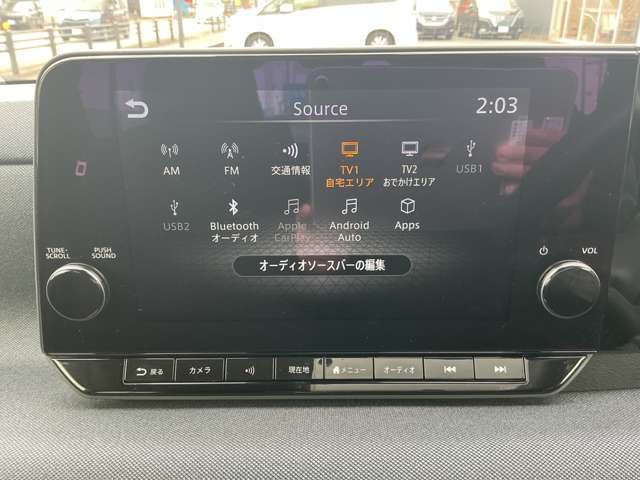 Source
2:03
AM
FM
交通情報
TV1
自宅エリア
TV2
おでかけエリア
USB1
USB2
Bluetooth
オーディオ
Apple
CarPlay
Android
Auto
Apps
オーディオソースバーの編集
TUNE･
SCROLL
PUSH
SOUND
VOL
戻る
カメラ
現在地
メニュー
オーディオ